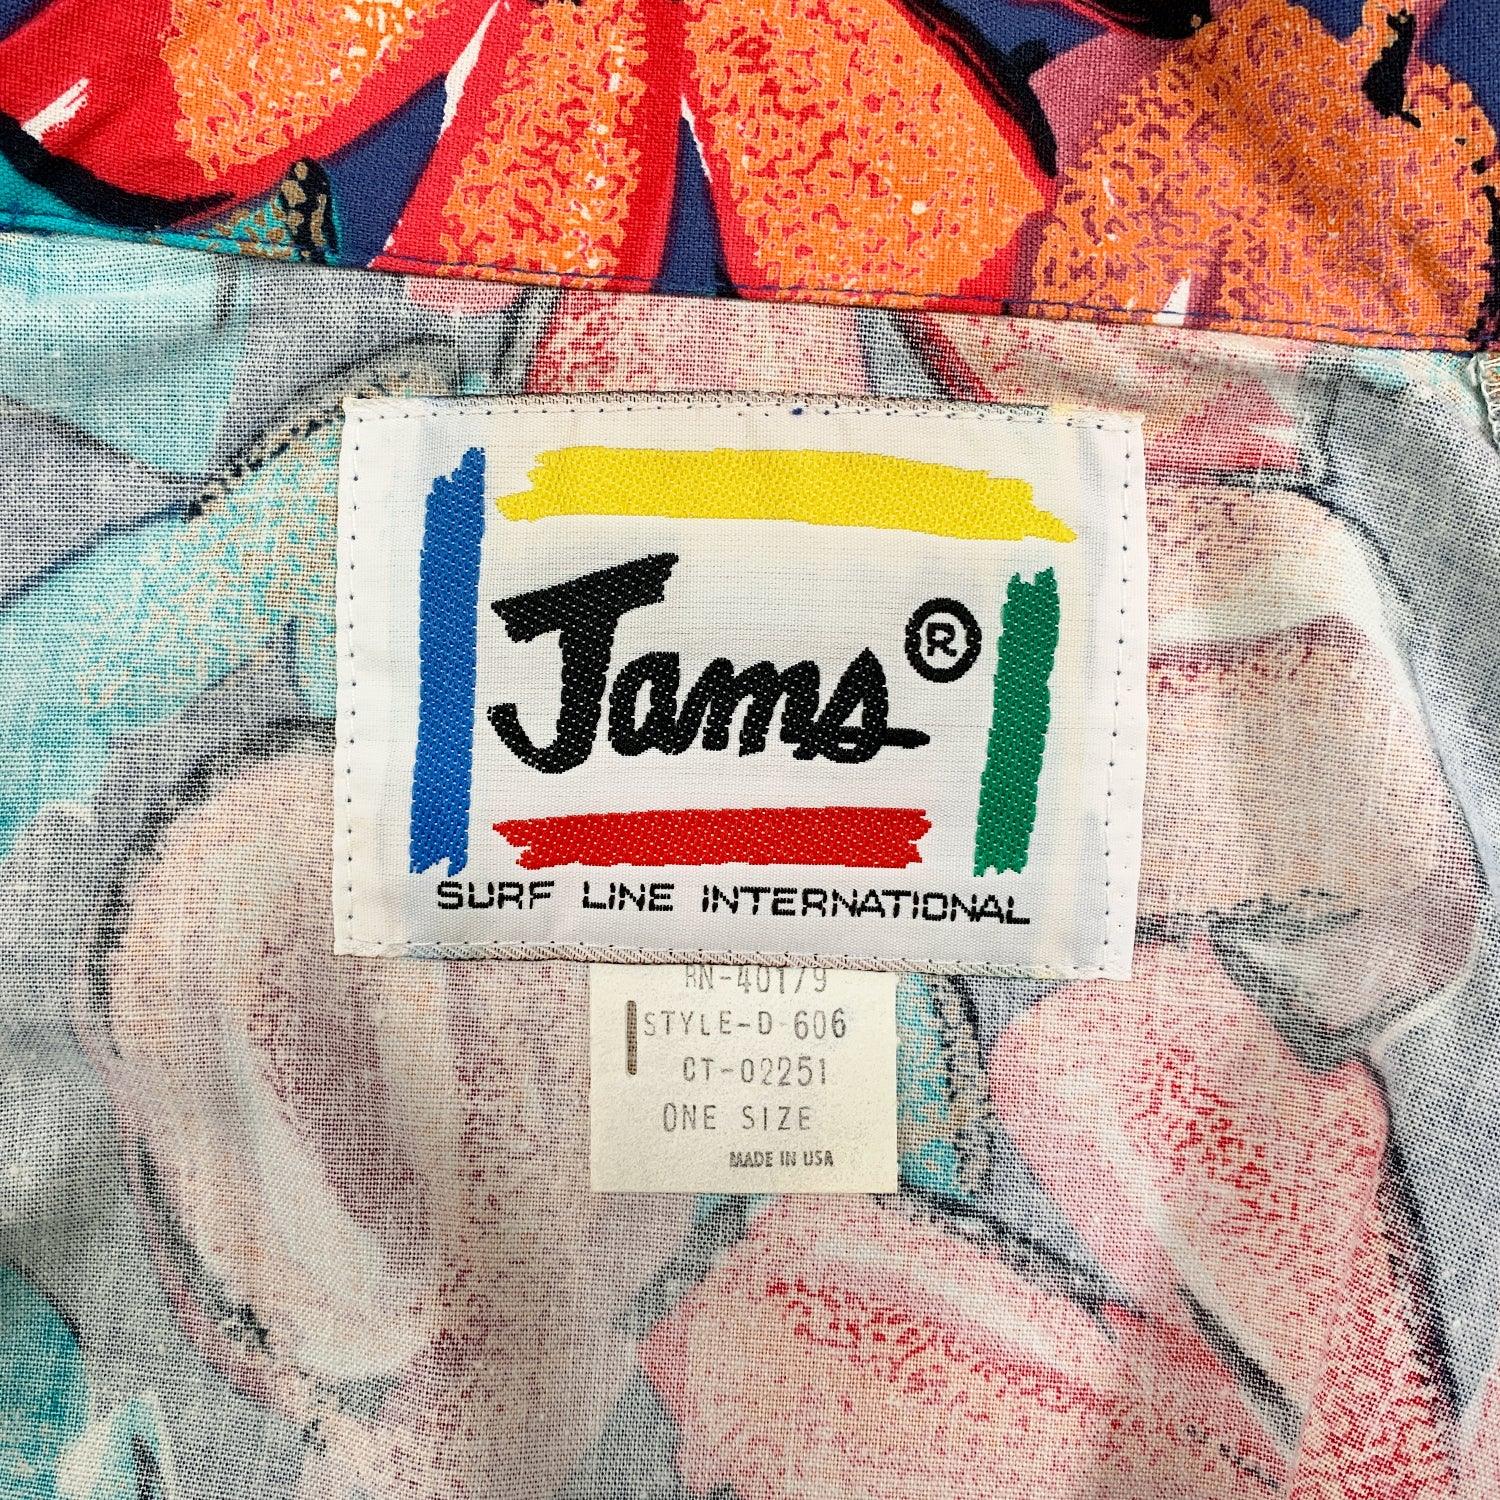 Jams®
SURF LINE INTERNATIONAL
RN-40179
STYLE-D-606
CT-02251
ONE SIZE
MADE IN USA